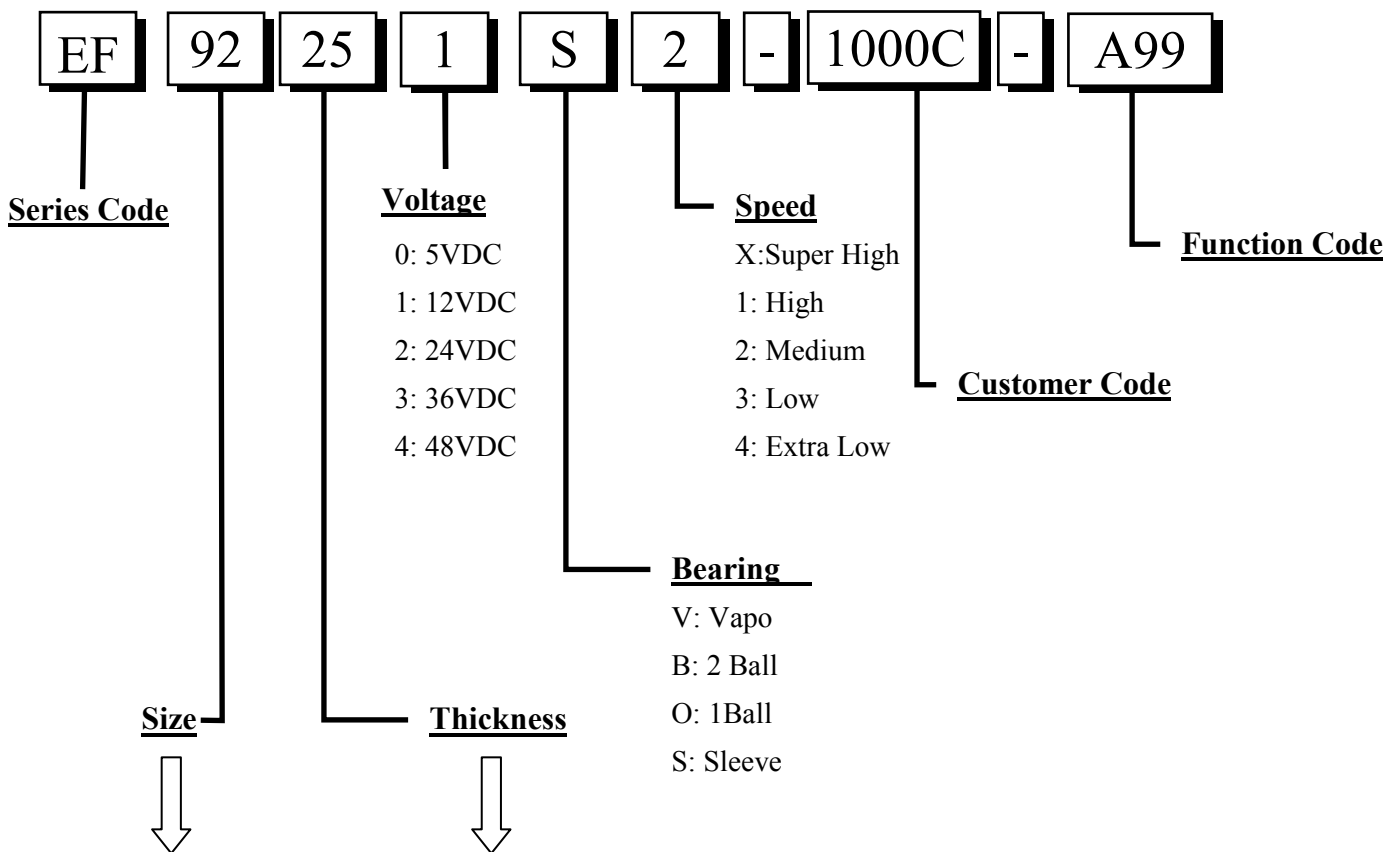 EF 92 25 1 S 2 - 1000C - A99
Series Code
Voltage
0: 5VDC
1: 12VDC
2: 24VDC
3: 36VDC
4: 48VDC
Speed
X:Super High
1: High
2: Medium
3: Low
4: Extra Low
Function Code
Customer Code
Bearing
V: Vapo
B: 2 Ball
O: 1Ball
S: Sleeve
Size
Thickness